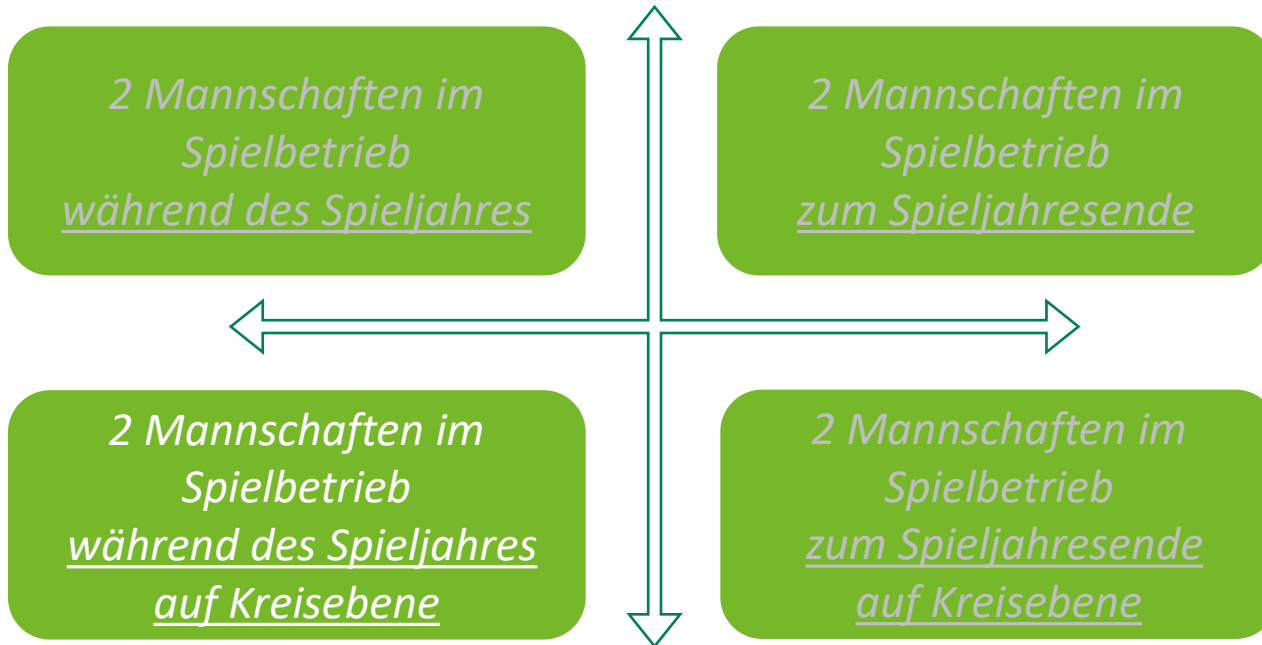 2 Mannschaften im
Spielbetrieb
während des Spieljahres
2 Mannschaften im
Spielbetrieb
zum Spieljahresende
2 Mannschaften im
Spielbetrieb
während des Spieljahres
auf Kreisebene
2 Mannschaften im
Spielbetrieb
zum Spieljahresende
auf Kreisebene